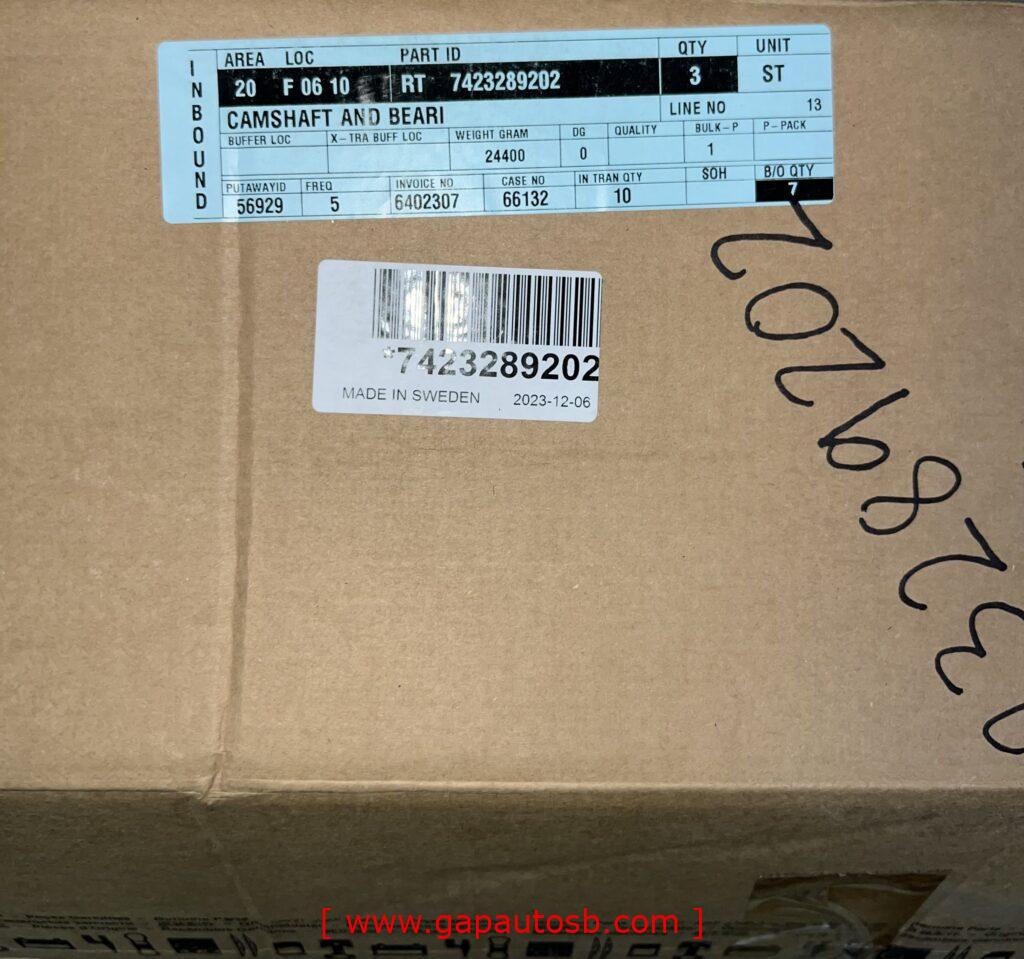 INBOUND
AREA LOC PART ID QTY UNIT
20 F 06 10 RT 7423289202 3 ST
CAMSHAFT AND BEARI LINE NO 13
BUFFER LOC X-TRA BUFF LOC WEIGHT GRAM DG QUALITY BULK-P P-PACK
24400 0 1
PUTAWAYID FREQ INVOICE NO CASE NO IN TRAN QTY SOH B/O QTY
56929 5 6402307 66132 10 7
*7423289202
MADE IN SWEDEN 2023-12-06
23289202
[ www.gapautosb.com ]